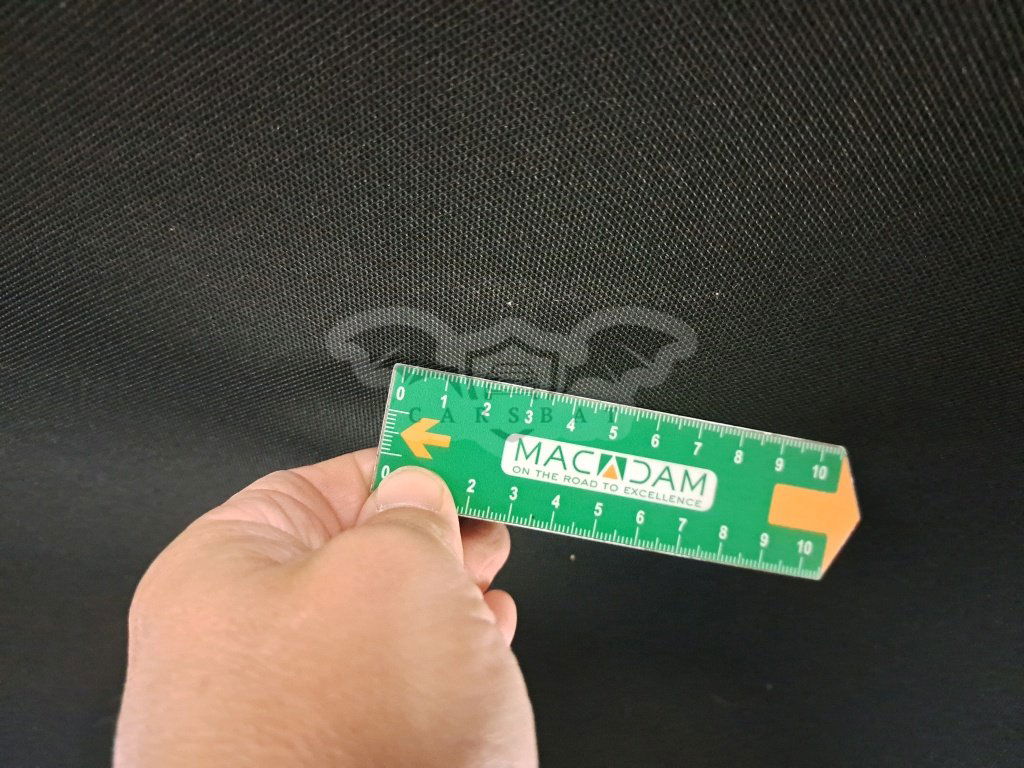 0 1 2 3 4 5 6 7 8 9 10
CARSBAT
MACADAM
ON THE ROAD TO EXCELLENCE
0 2 3 4 5 6 7 8 9 10